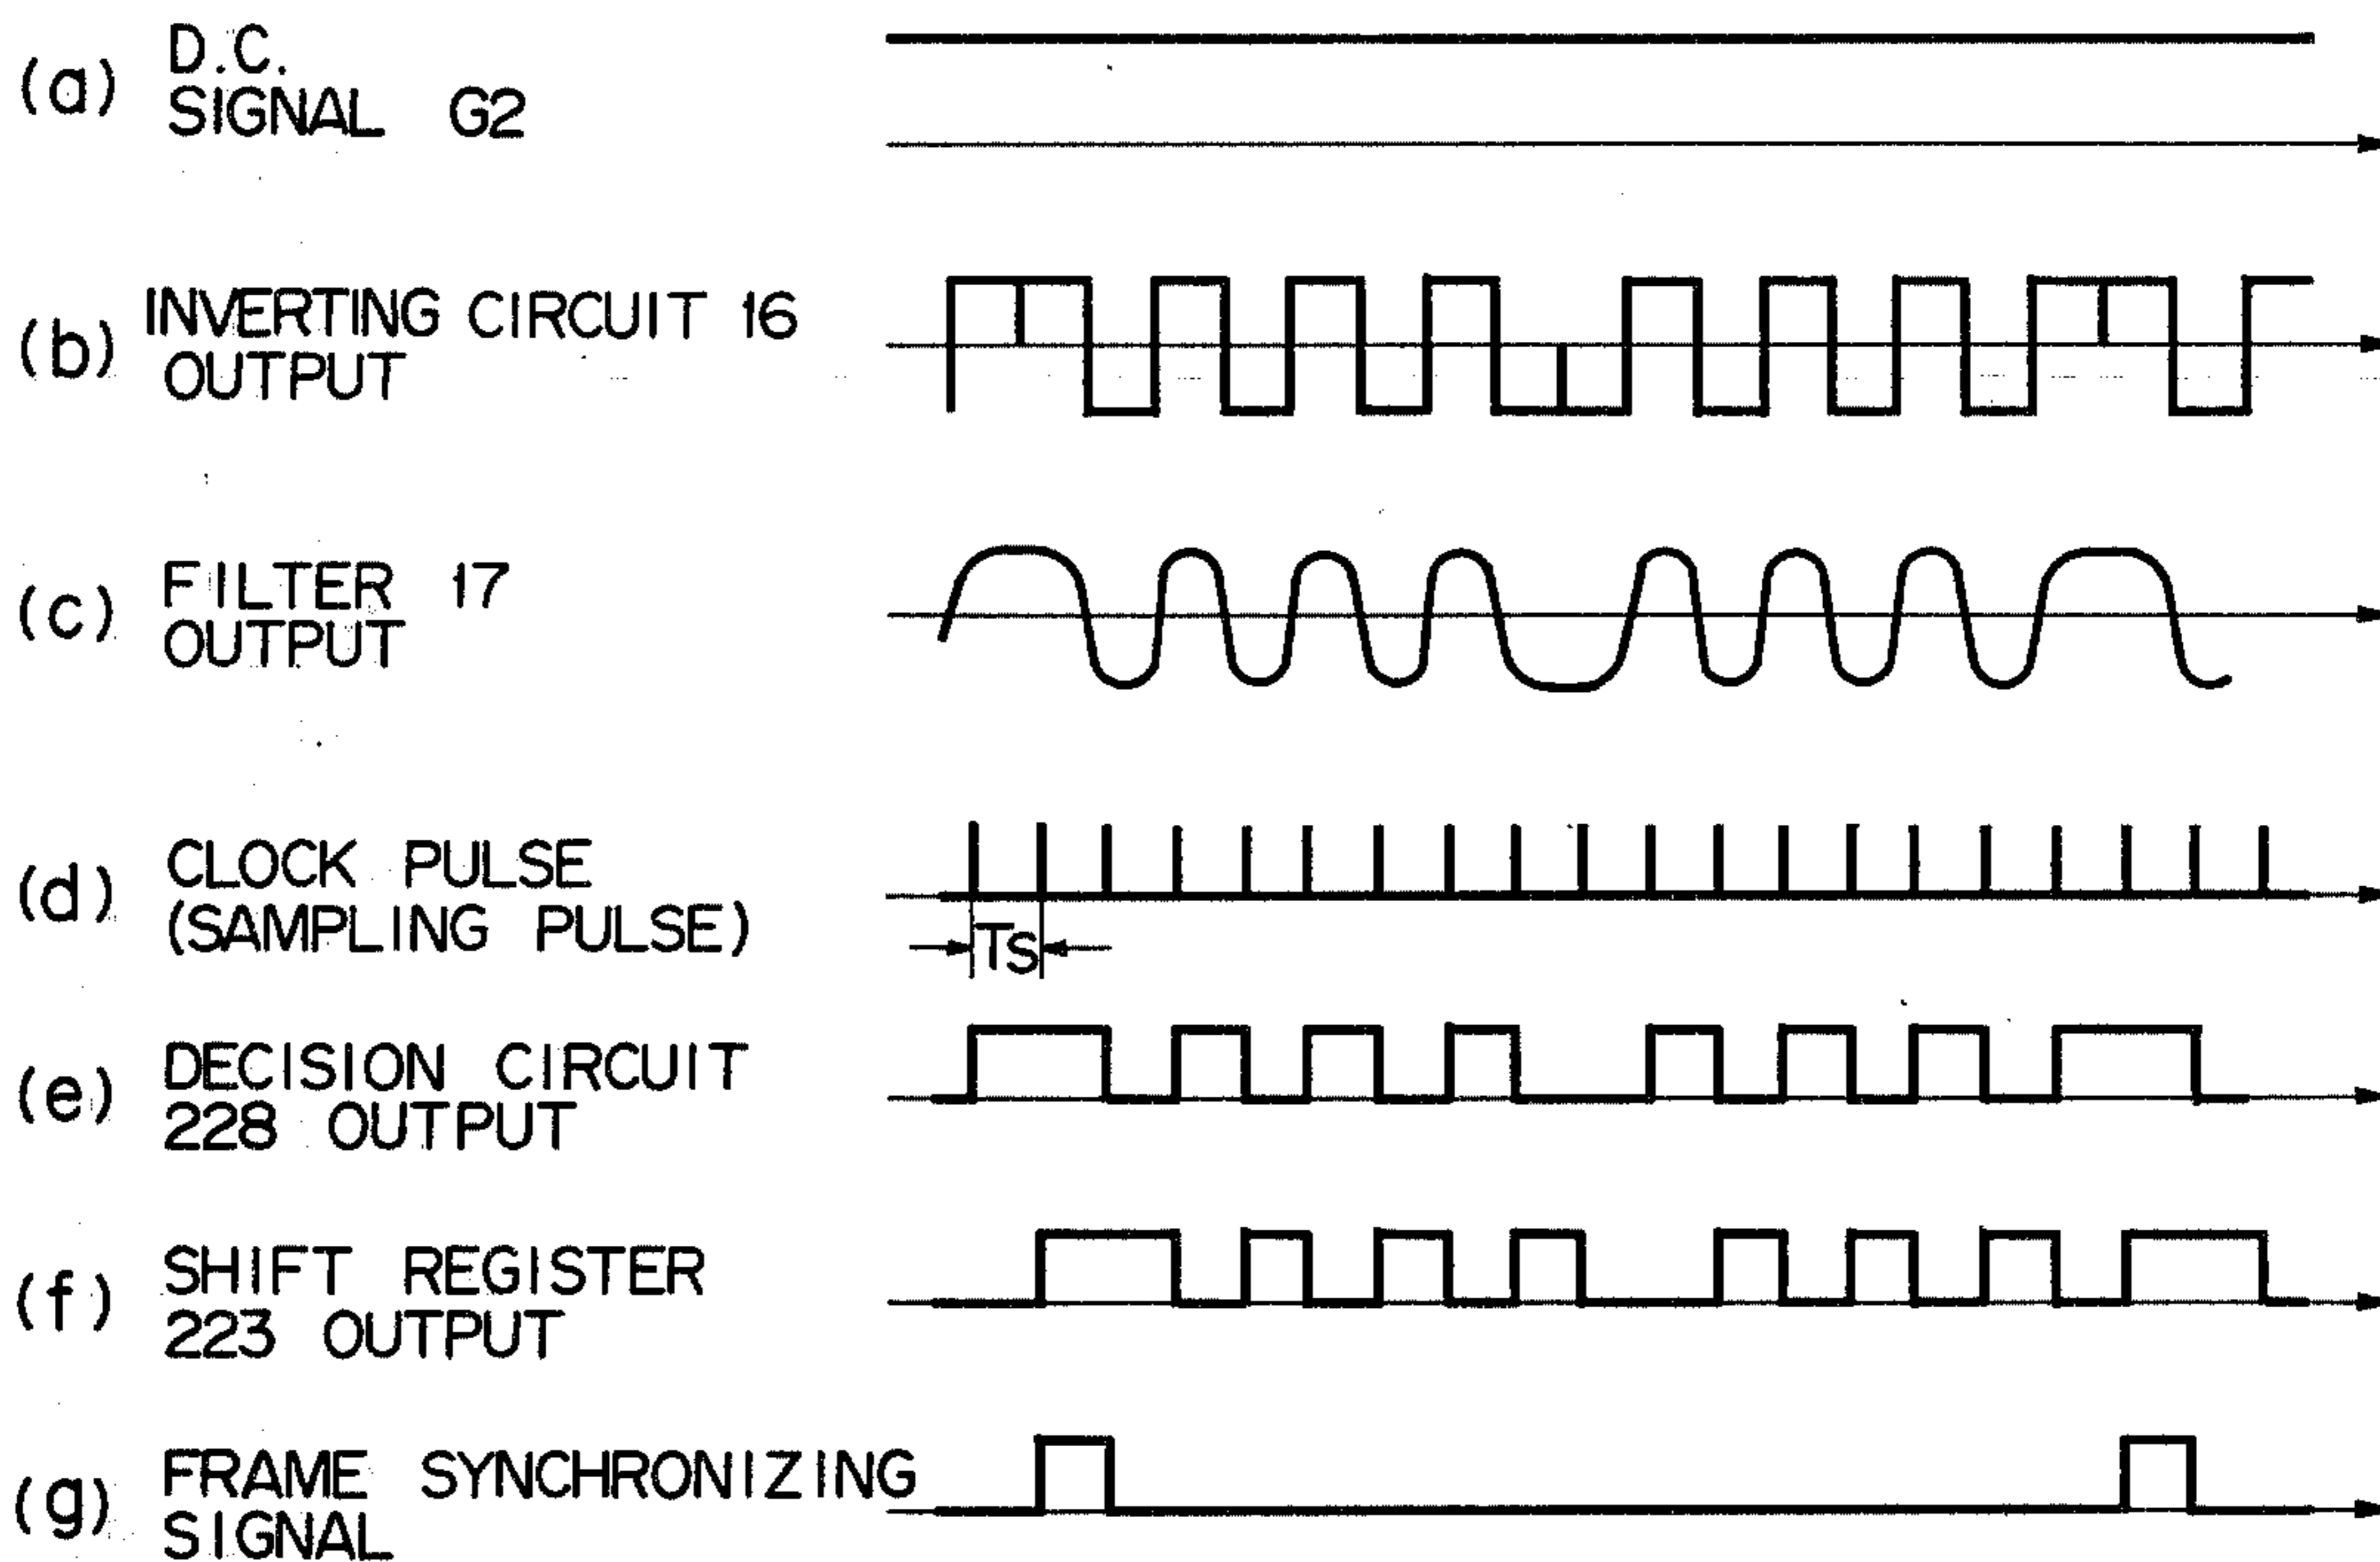 (a) D.C.
SIGNAL G2
(b) INVERTING CIRCUIT 16
OUTPUT
(c) FILTER 17
OUTPUT
(d) CLOCK PULSE
(SAMPLING PULSE)
TS
(e) DECISION CIRCUIT
228 OUTPUT
(f) SHIFT REGISTER
223 OUTPUT
(g) FRAME SYNCHRONIZING
SIGNAL